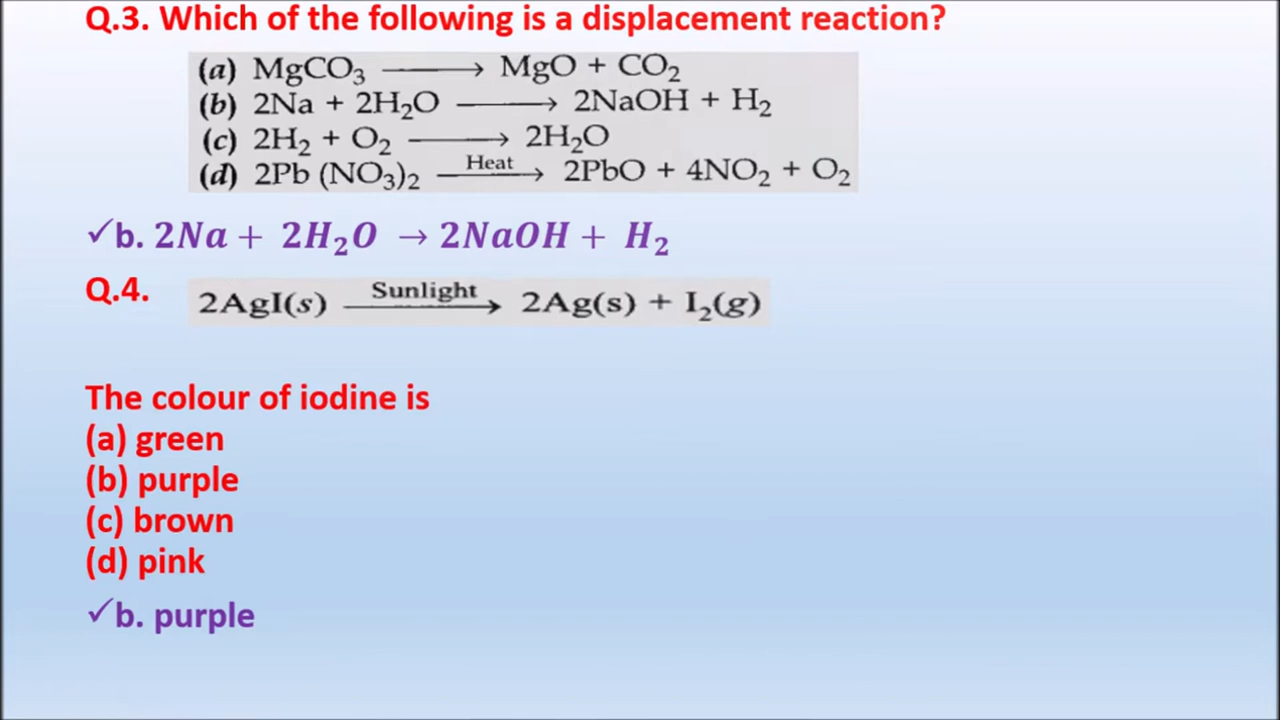 Q.3. Which of the following is a displacement reaction?
(a) MgCO₃ ⟶ MgO + CO₂
(b) 2Na + 2H₂O ⟶ 2NaOH + H₂
(c) 2H₂ + O₂ ⟶ 2H₂O
(d) 2Pb (NO₃)₂ —Heat→ 2PbO + 4NO₂ + O₂
✓b. 2Na + 2H₂O → 2NaOH + H₂
Q.4. 2AgI(s) —Sunlight→ 2Ag(s) + I₂(g)
The colour of iodine is
(a) green
(b) purple
(c) brown
(d) pink
✓b. purple